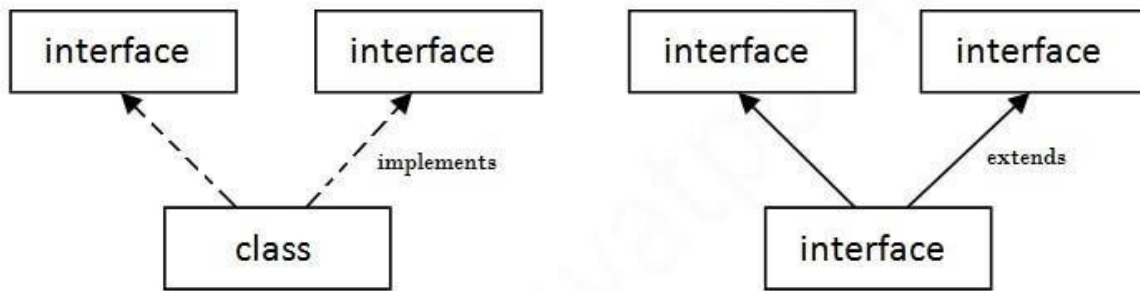 interface interface interface interface
implements extends
class interface